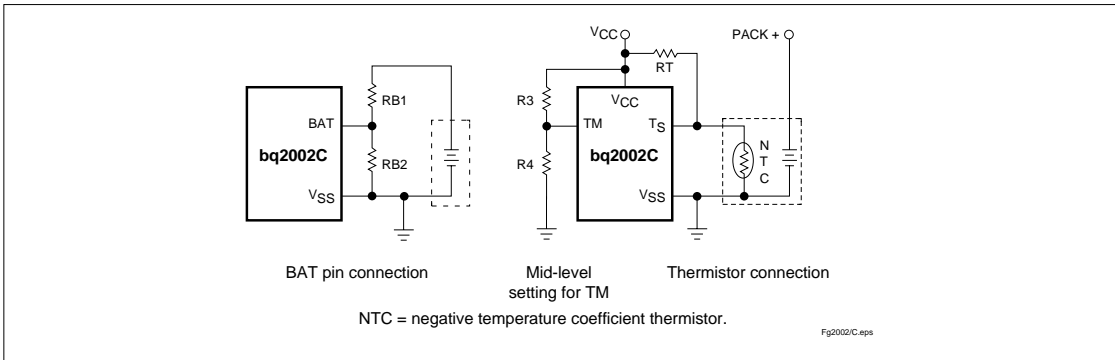 BAT
bq2002C
VSS
RB1
RB2
BAT pin connection
VCC
RT
PACK +
R3
VCC
TM
TS
bq2002C
R4
VSS
N
T
C
Mid-level
setting for TM
Thermistor connection
NTC = negative temperature coefficient thermistor.
Fg2002/C.eps